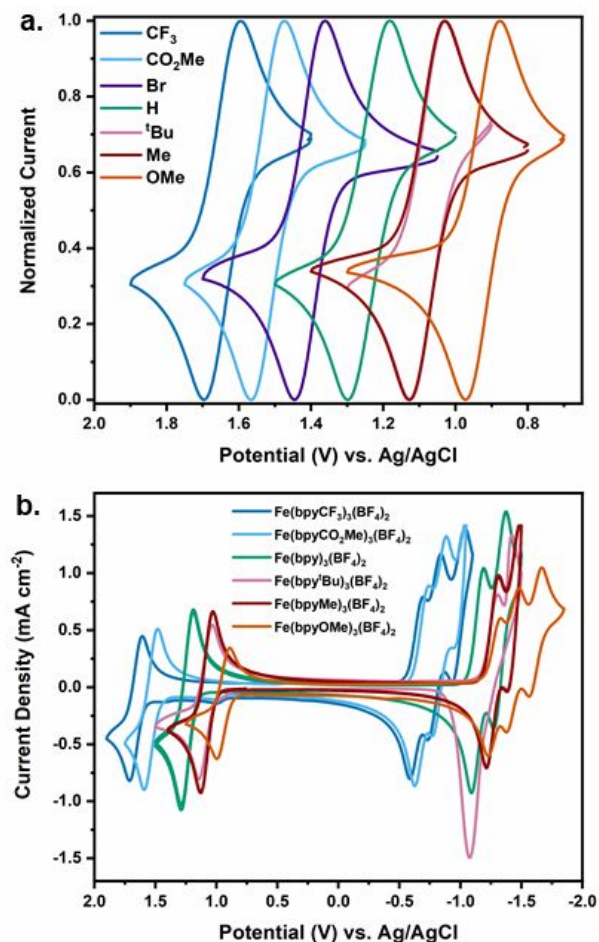 a.
CF3
CO2Me
Br
H
tBu
Me
OMe
1.0
0.8
0.6
0.4
0.2
0.0
Normalized Current
2.0 1.8 1.6 1.4 1.2 1.0 0.8
Potential (V) vs. Ag/AgCl
b.
Fe(bpyCF3)3(BF4)2
Fe(bpyCO2Me)3(BF4)2
Fe(bpy)3(BF4)2
Fe(bpytBu)3(BF4)2
Fe(bpyMe)3(BF4)2
Fe(bpyOMe)3(BF4)2
1.5
1.0
0.5
0.0
-0.5
-1.0
-1.5
Current Density (mA cm-2)
2.0 1.5 1.0 0.5 0.0 -0.5 -1.0 -1.5 -2.0
Potential (V) vs. Ag/AgCl